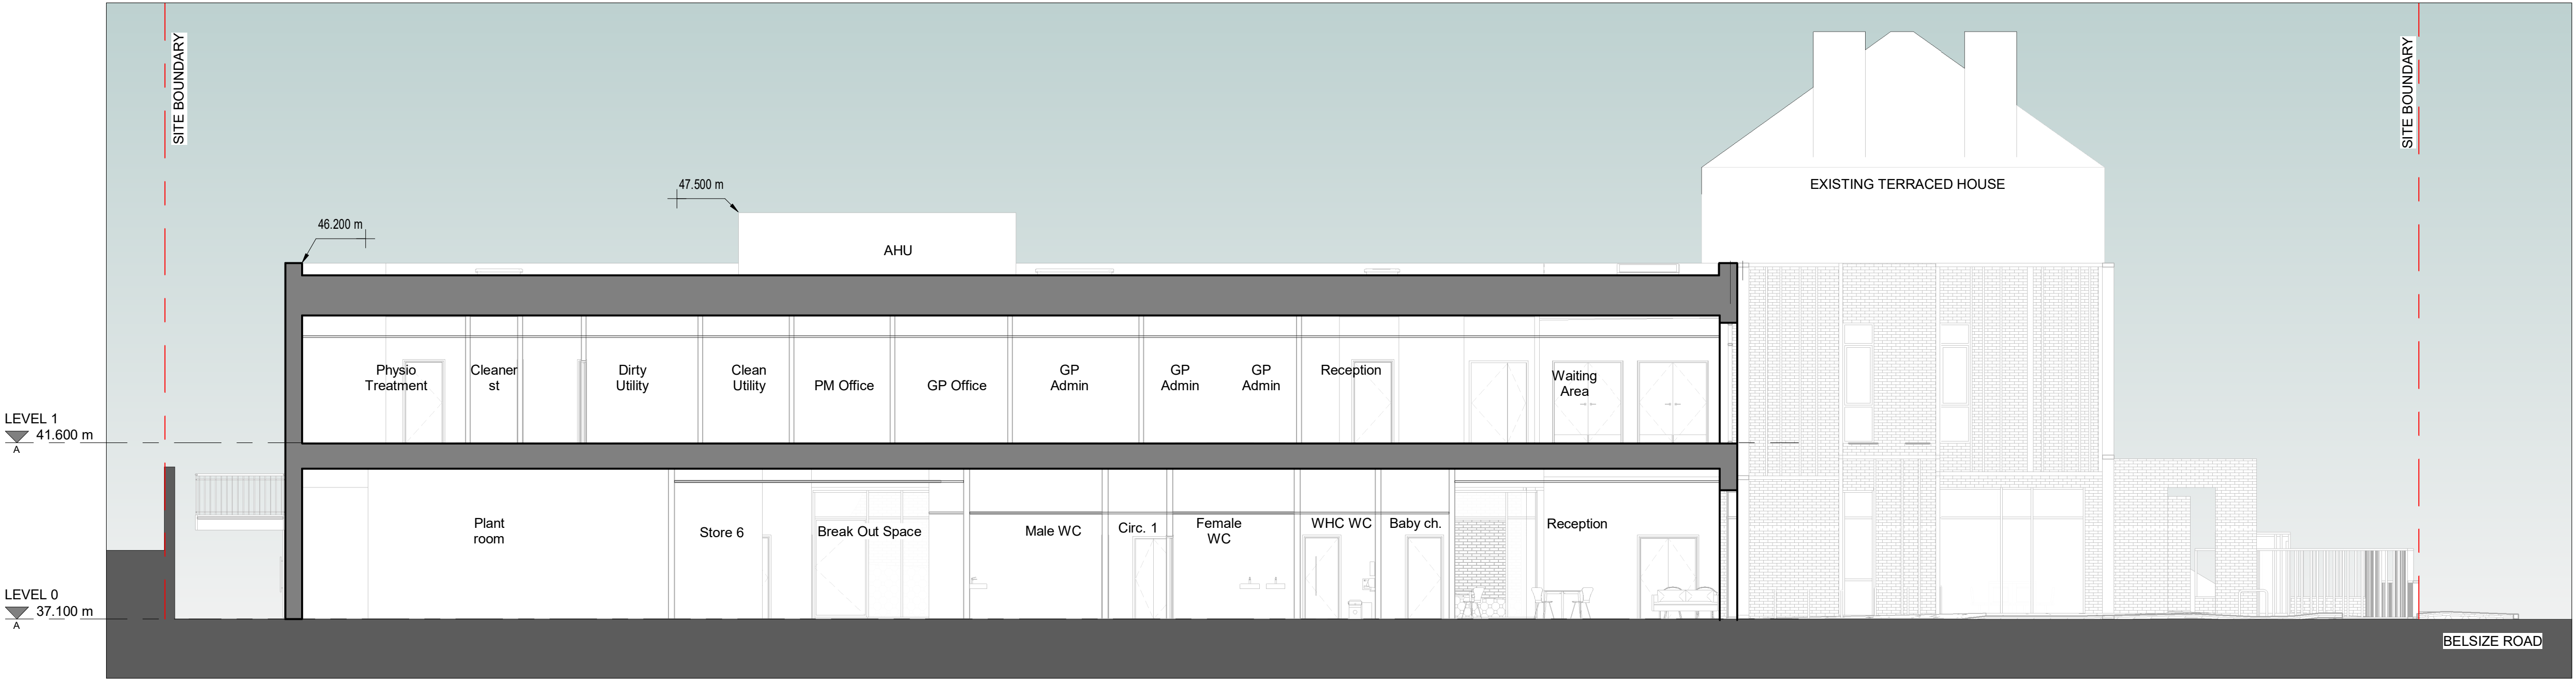 SITE BOUNDARY
SITE BOUNDARY
47.500 m
EXISTING TERRACED HOUSE
46.200 m
AHU
Physio
Treatment
Cleaner
st
Dirty
Utility
Clean
Utility
PM Office
GP Office
GP
Admin
GP
Admin
GP
Admin
Reception
Waiting
Area
LEVEL 1
41.600 m
A
Plant
room
Store 6
Break Out Space
Male WC
Circ. 1
Female
WC
WHC WC
Baby ch.
Reception
LEVEL 0
37.100 m
A
BELSIZE ROAD